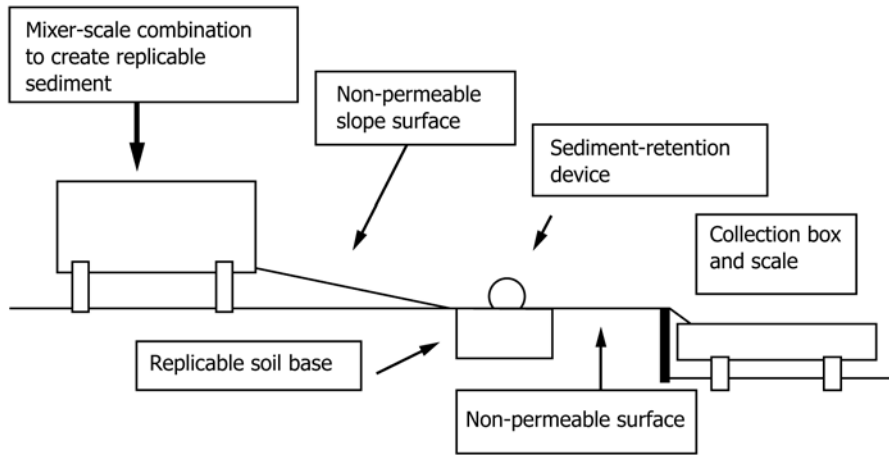 Mixer-scale combination
to create replicable
sediment
Non-permeable
slope surface
Sediment-retention
device
Collection box
and scale
Replicable soil base
Non-permeable surface